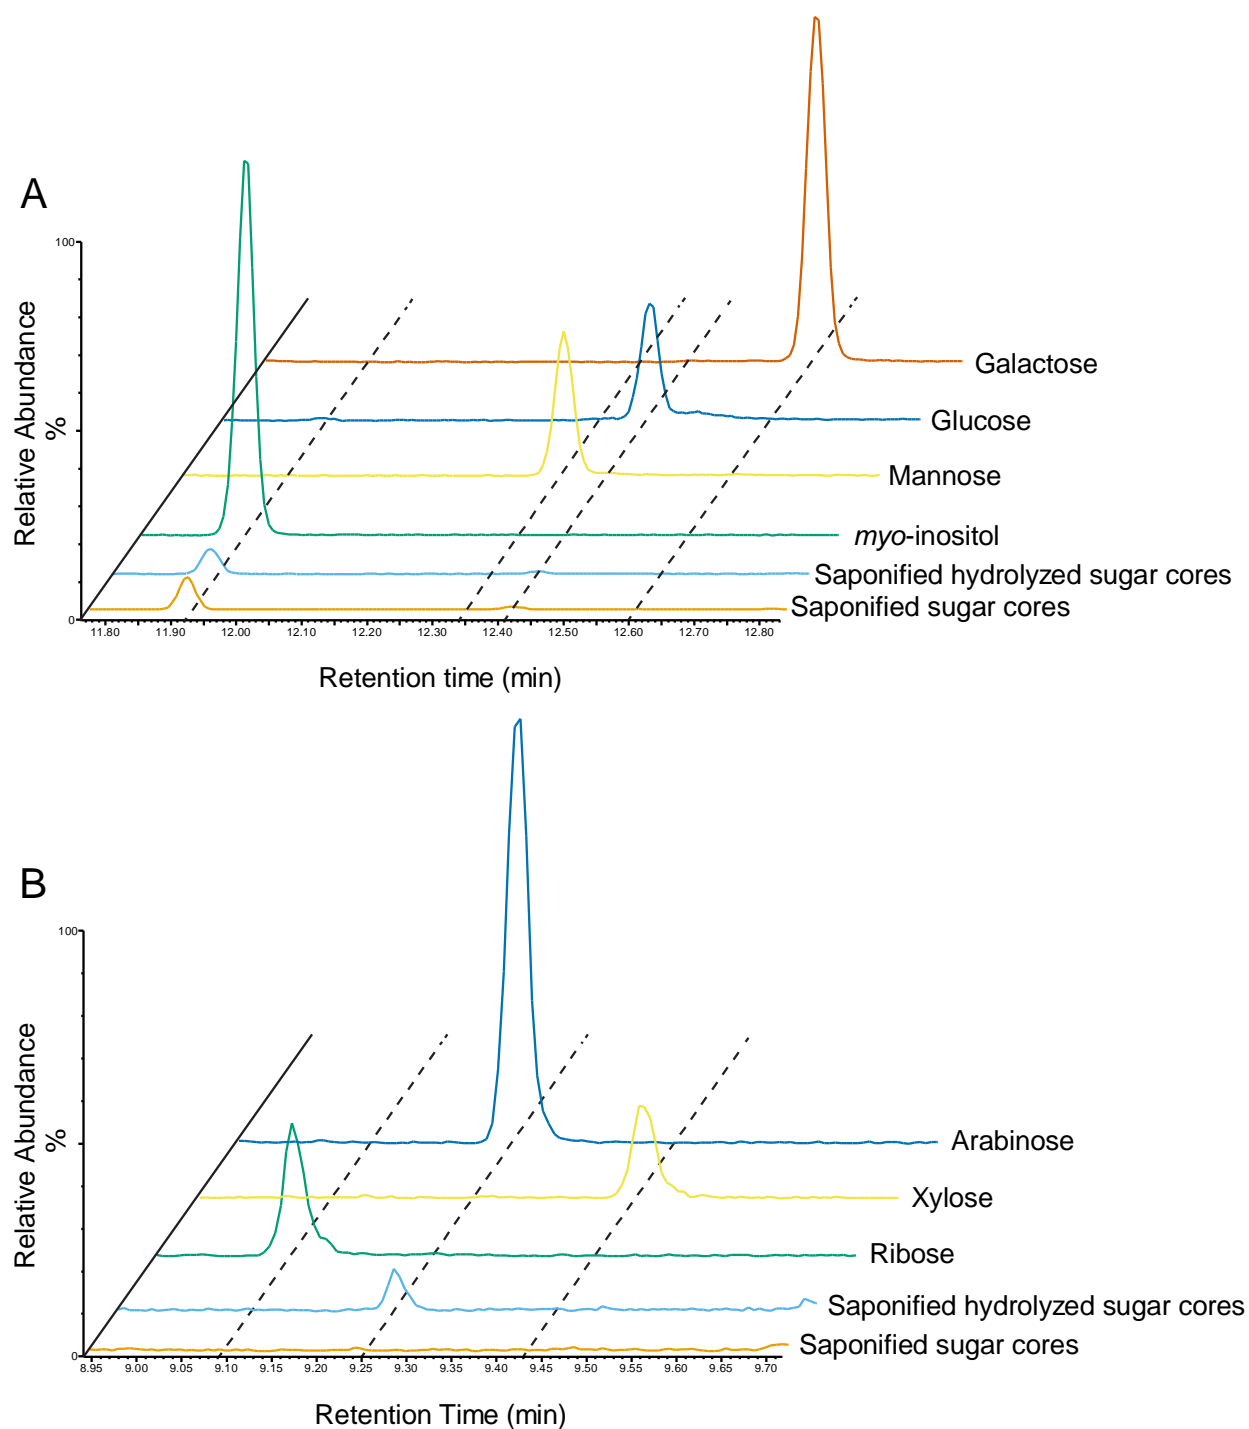 A
100
Relative Abundance
%
0
Galactose
Glucose
Mannose
myo-inositol
Saponified hydrolyzed sugar cores
Saponified sugar cores
11.80 11.90 12.00 12.10 12.20 12.30 12.40 12.50 12.60 12.70 12.80
Retention time (min)
B
100
Relative Abundance
%
0
Arabinose
Xylose
Ribose
Saponified hydrolyzed sugar cores
Saponified sugar cores
8.95 9.00 9.05 9.10 9.15 9.20 9.25 9.30 9.35 9.40 9.45 9.50 9.55 9.60 9.65 9.70
Retention Time (min)